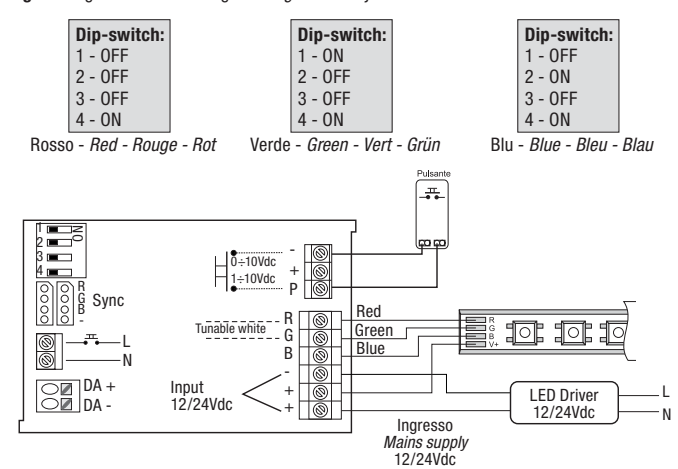 Dip-switch:
1 - OFF
2 - OFF
3 - OFF
4 - ON
Rosso - Red - Rouge - Rot
Dip-switch:
1 - ON
2 - OFF
3 - OFF
4 - ON
Verde - Green - Vert - Grün
Dip-switch:
1 - OFF
2 - ON
3 - OFF
4 - ON
Blu - Blue - Bleu - Blau
Pulsante
1
2
3
4
ON
R
G
B
-
Sync
L
N
DA +
DA -
0÷10Vdc
1÷10Vdc
-
+
P
Tunable white
R
G
B
-
+
+
Input
12/24Vdc
Red
Green
Blue
R
G
B
V+
LED Driver
12/24Vdc
L
N
Ingresso
Mains supply
12/24Vdc